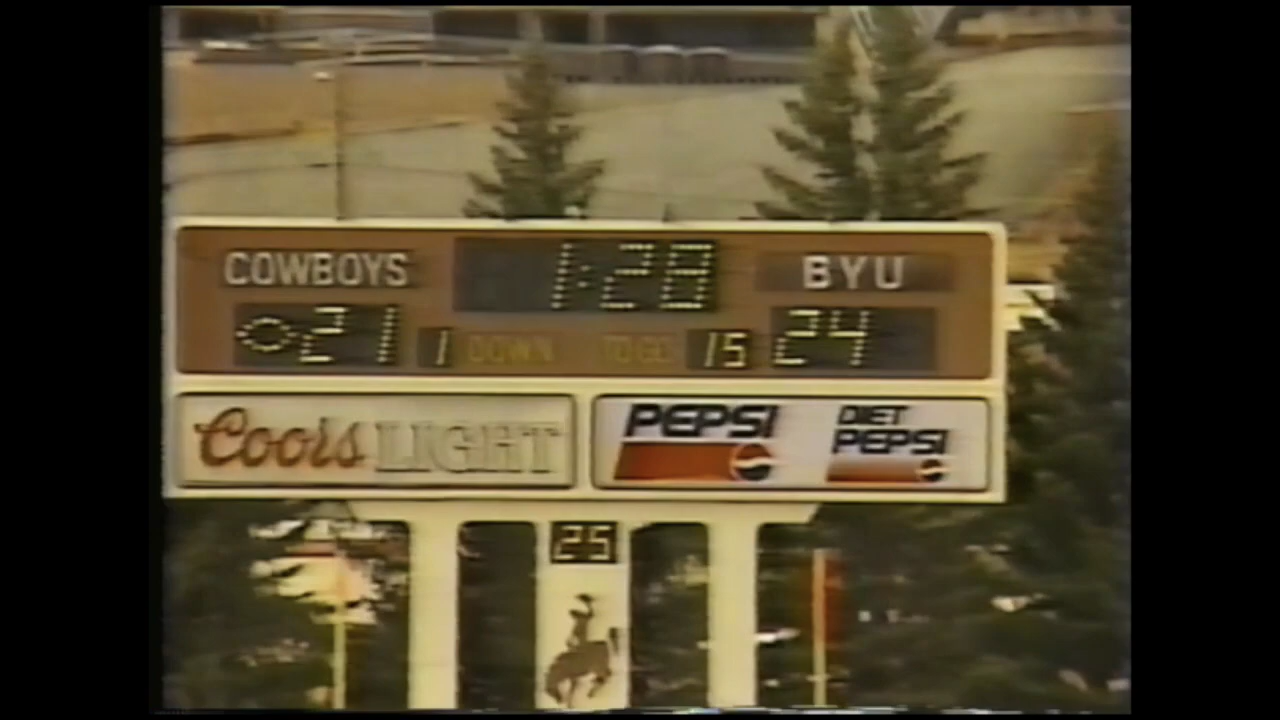 COWBOYS 1:28 BYU
21 1 DOWN TO GO 15 24
Coors LIGHT
PEPSI
DIET
PEPSI
25